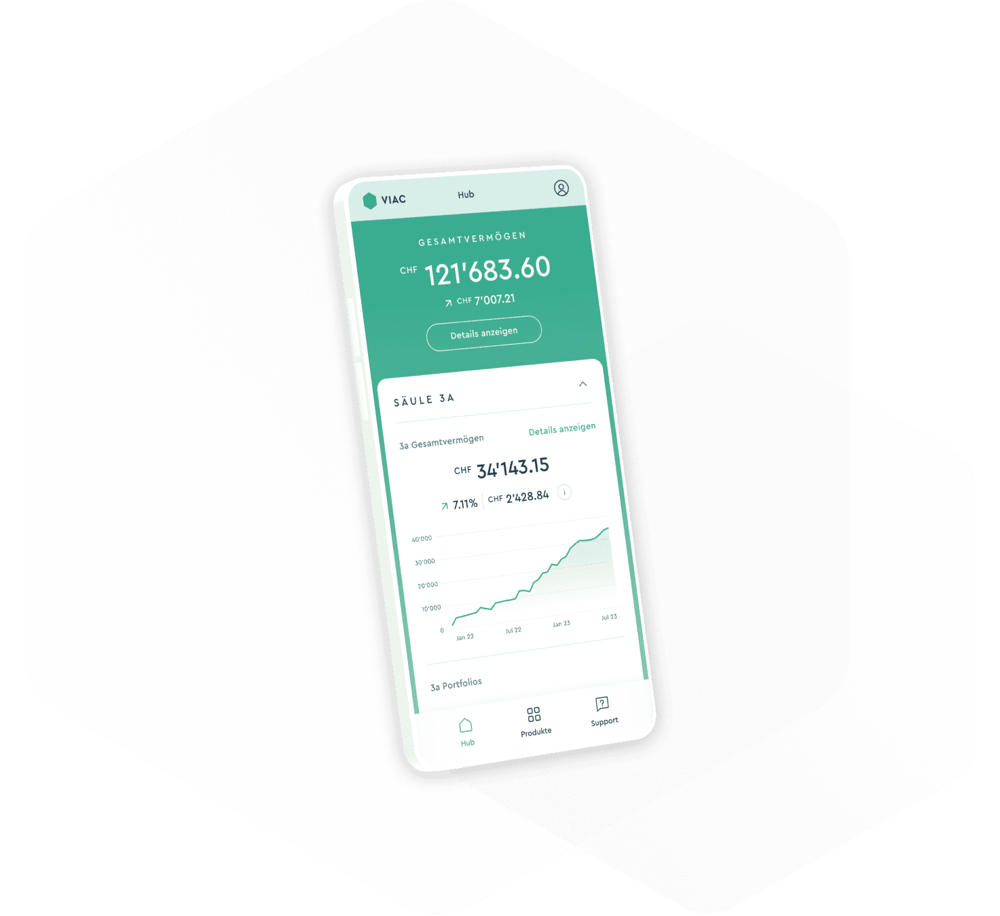 VIAC
Hub
GESAMTVERMÖGEN
CHF 121'683.60
CHF 7'007.21
Details anzeigen
SÄULE 3A
3a Gesamtvermögen
Details anzeigen
CHF 34'143.15
7.11% CHF 2'428.84 i
40'000
30'000
20'000
10'000
0
Jan 22 Jul 22 Jan 23 Jul 23
3a Portfolios
Hub Produkte ? Support